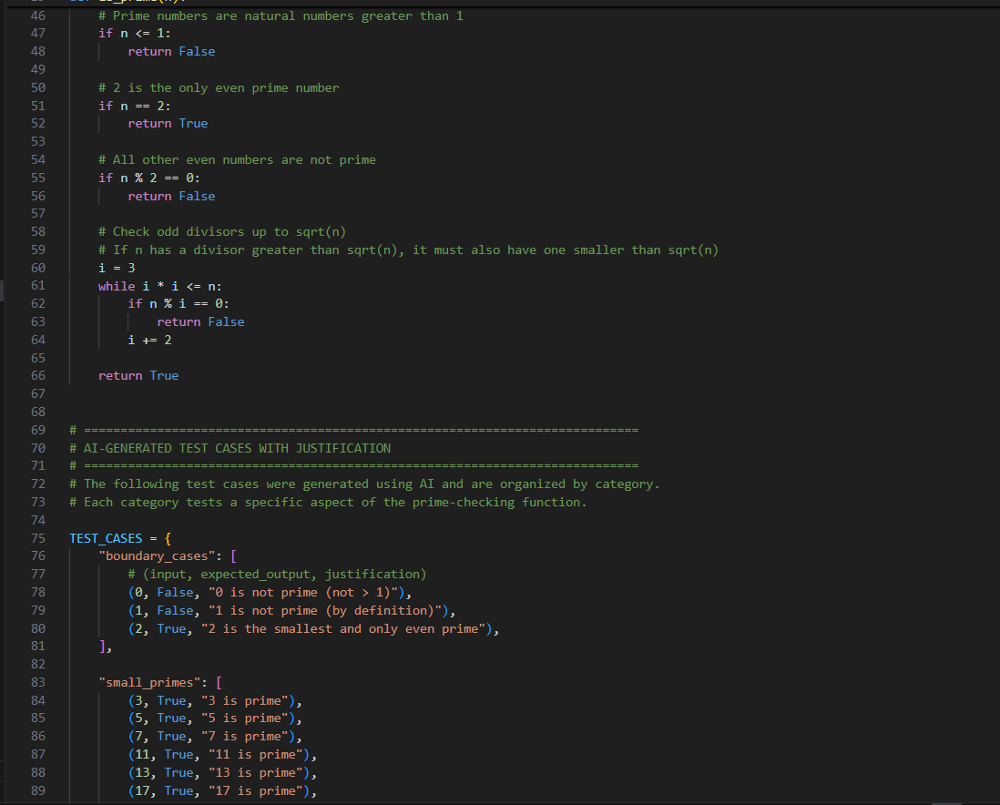 46 # Prime numbers are natural numbers greater than 1
47 if n <= 1:
48 return False
49
50 # 2 is the only even prime number
51 if n == 2:
52 return True
53
54 # All other even numbers are not prime
55 if n % 2 == 0:
56 return False
57
58 # Check odd divisors up to sqrt(n)
59 # If n has a divisor greater than sqrt(n), it must also have one smaller than sqrt(n)
60 i = 3
61 while i * i <= n:
62 if n % i == 0:
63 return False
64 i += 2
65
66 return True
67
68
69 # ============================================================================
70 # AI-GENERATED TEST CASES WITH JUSTIFICATION
71 # ============================================================================
72 # The following test cases were generated using AI and are organized by category.
73 # Each category tests a specific aspect of the prime-checking function.
74
75 TEST_CASES = {
76 "boundary_cases": [
77 # (input, expected_output, justification)
78 (0, False, "0 is not prime (not > 1)"),
79 (1, False, "1 is not prime (by definition)"),
80 (2, True, "2 is the smallest and only even prime"),
81 ],
82
83 "small_primes": [
84 (3, True, "3 is prime"),
85 (5, True, "5 is prime"),
86 (7, True, "7 is prime"),
87 (11, True, "11 is prime"),
88 (13, True, "13 is prime"),
89 (17, True, "17 is prime"),